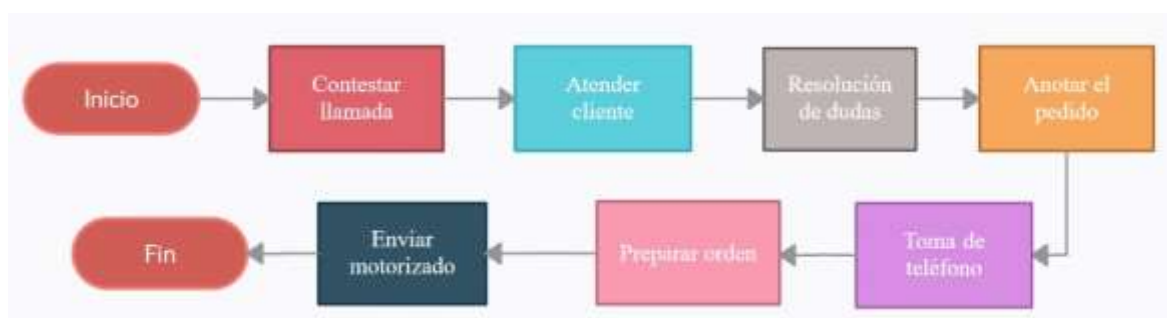 Inicio
Contestar
llamada
Atender
cliente
Resolución
de dudas
Anotar el
pedido
Toma de
teléfono
Preparar orden
Enviar
motorizado
Fin